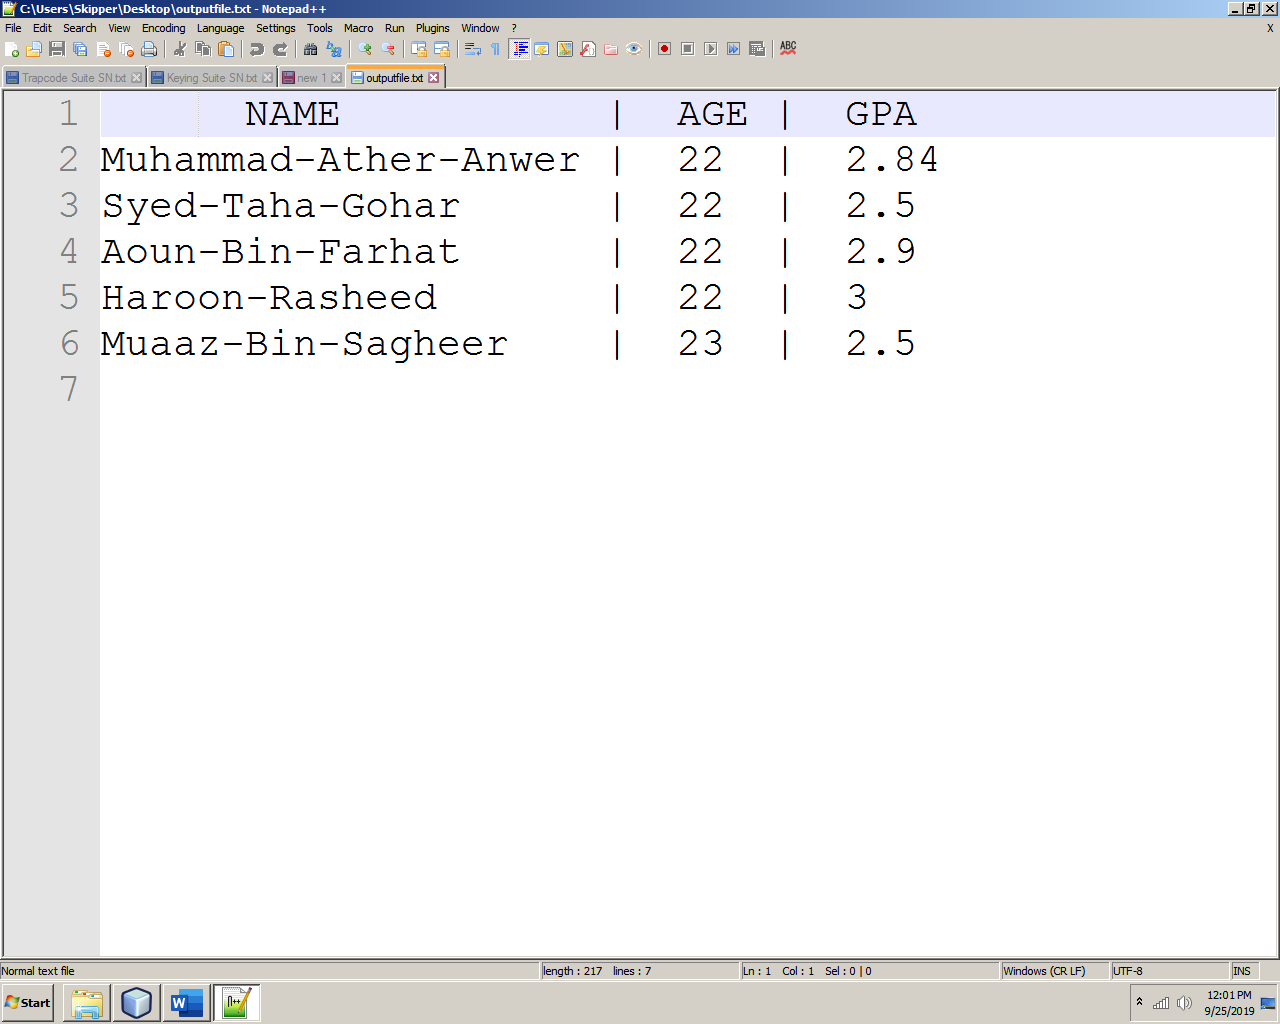 C:\Users\Skipper\Desktop\outputfile.txt - Notepad++
File Edit Search View Encoding Language Settings Tools Macro Run Plugins Window ? X
Trapcode Suite SN.txt Keying Suite SN.txt new 1 outputfile.txt
1 NAME | AGE | GPA
2 Muhammad-Ather-Anwer | 22 | 2.84
3 Syed-Taha-Gohar | 22 | 2.5
4 Aoun-Bin-Farhat | 22 | 2.9
5 Haroon-Rasheed | 22 | 3
6 Muaaz-Bin-Sagheer | 23 | 2.5
7
Normal text file length : 217 lines : 7 Ln : 1 Col : 1 Sel : 0 | 0 Windows (CR LF) UTF-8 INS
Start 12:01 PM
9/25/2019